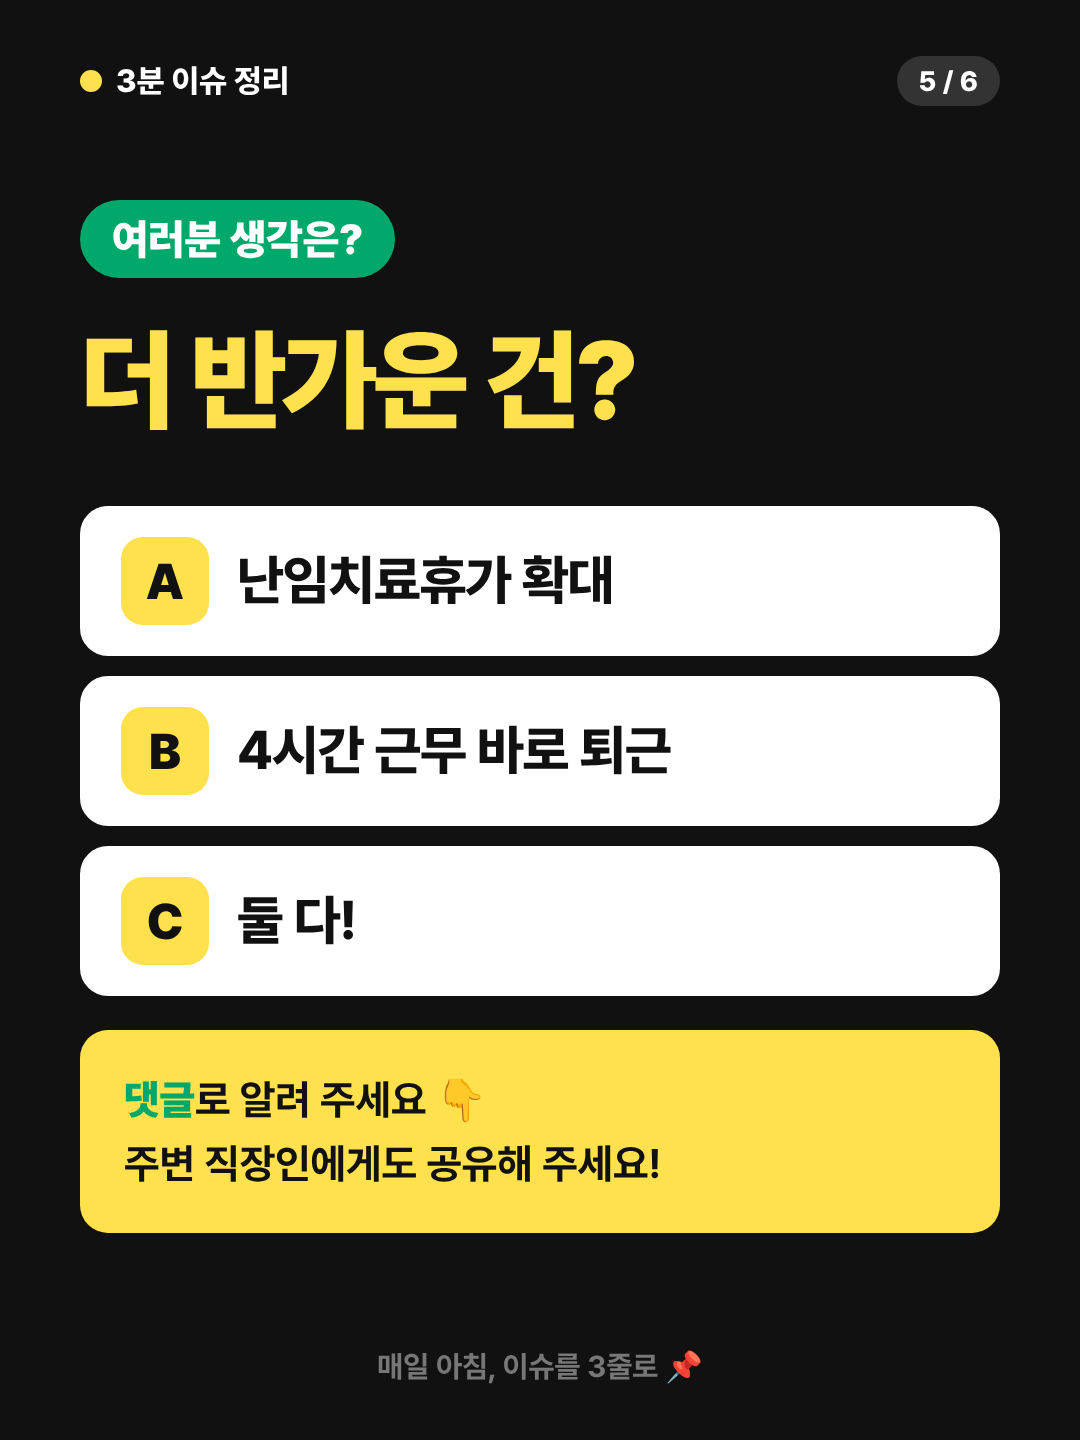 3분 이슈 정리
5 / 6
여러분 생각은?
더 반가운 건?
A 난임치료휴가 확대
B 4시간 근무 바로 퇴근
C 둘 다!
댓글로 알려 주세요 👇
주변 직장인에게도 공유해 주세요!
매일 아침, 이슈를 3줄로 📌